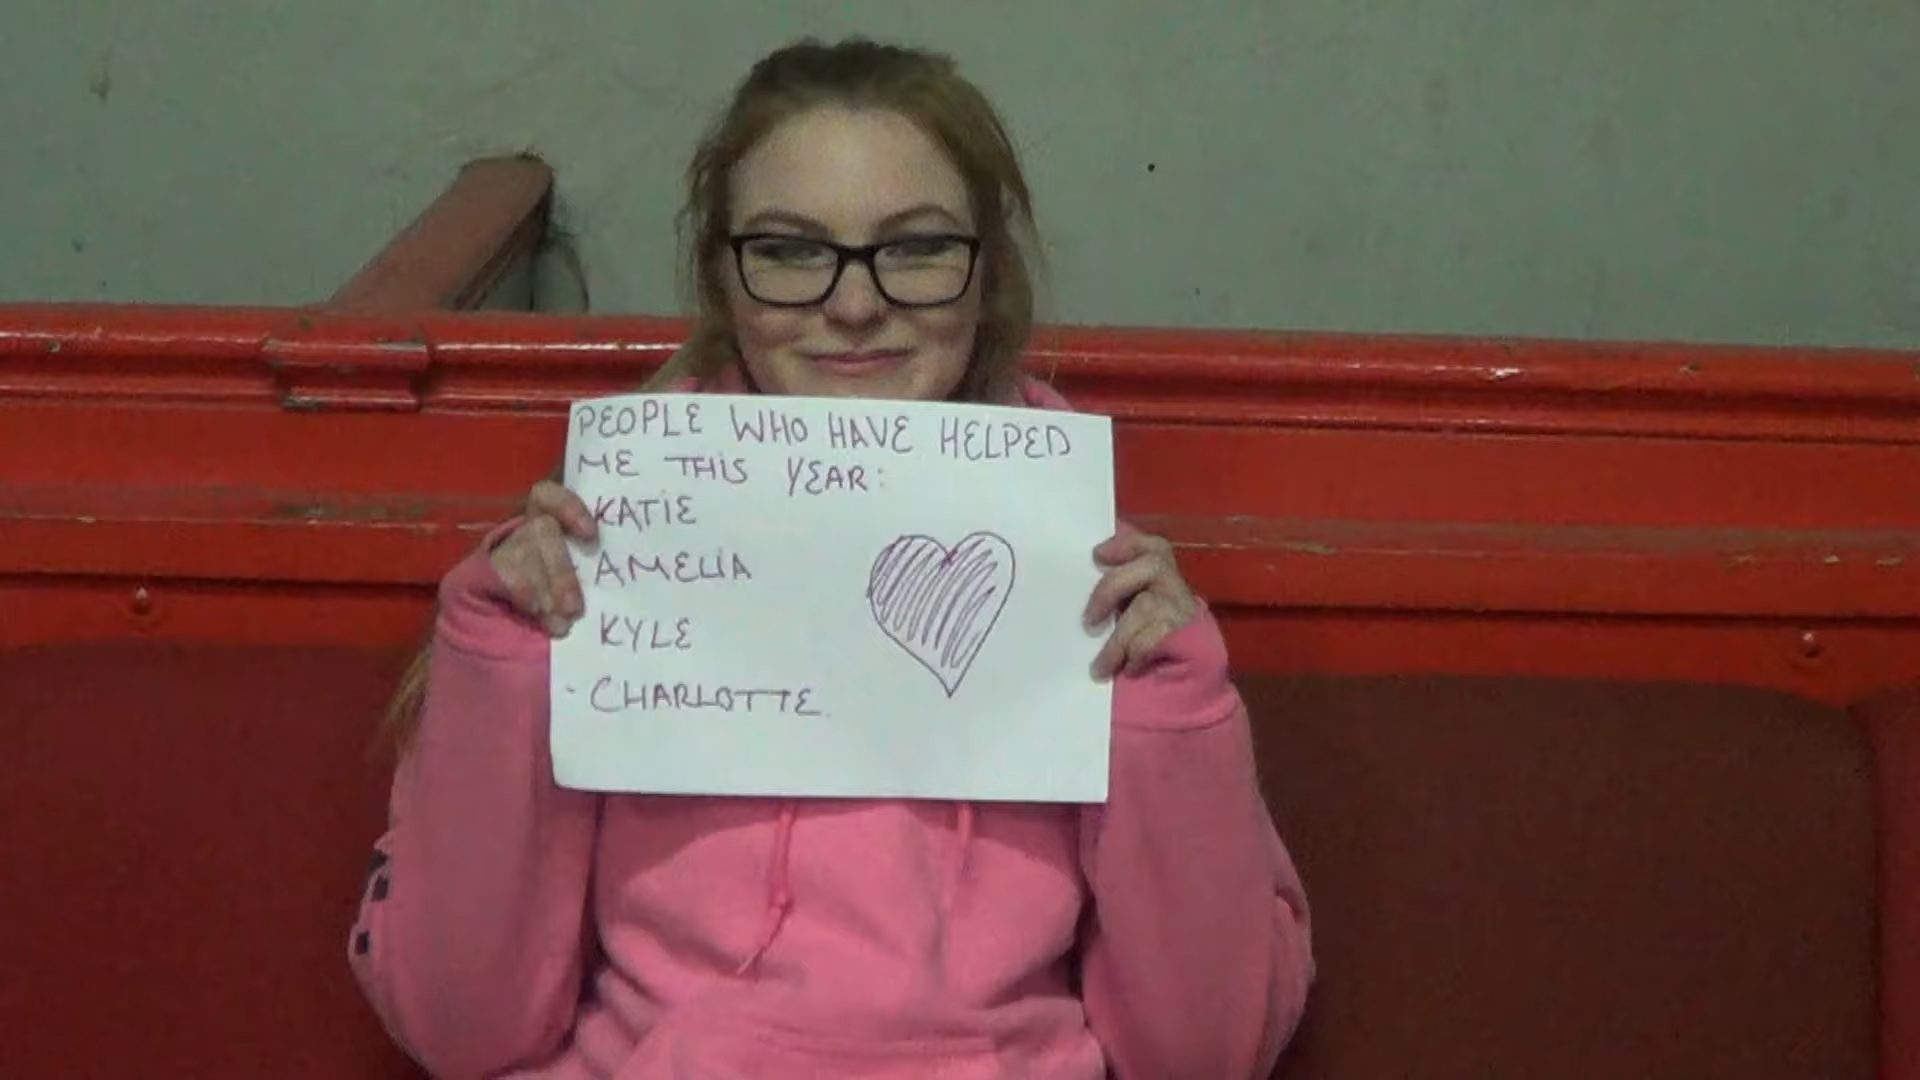 PEOPLE WHO HAVE HELPED
ME THIS YEAR:
KATIE
AMELIA
KYLE
- CHARLOTTE.